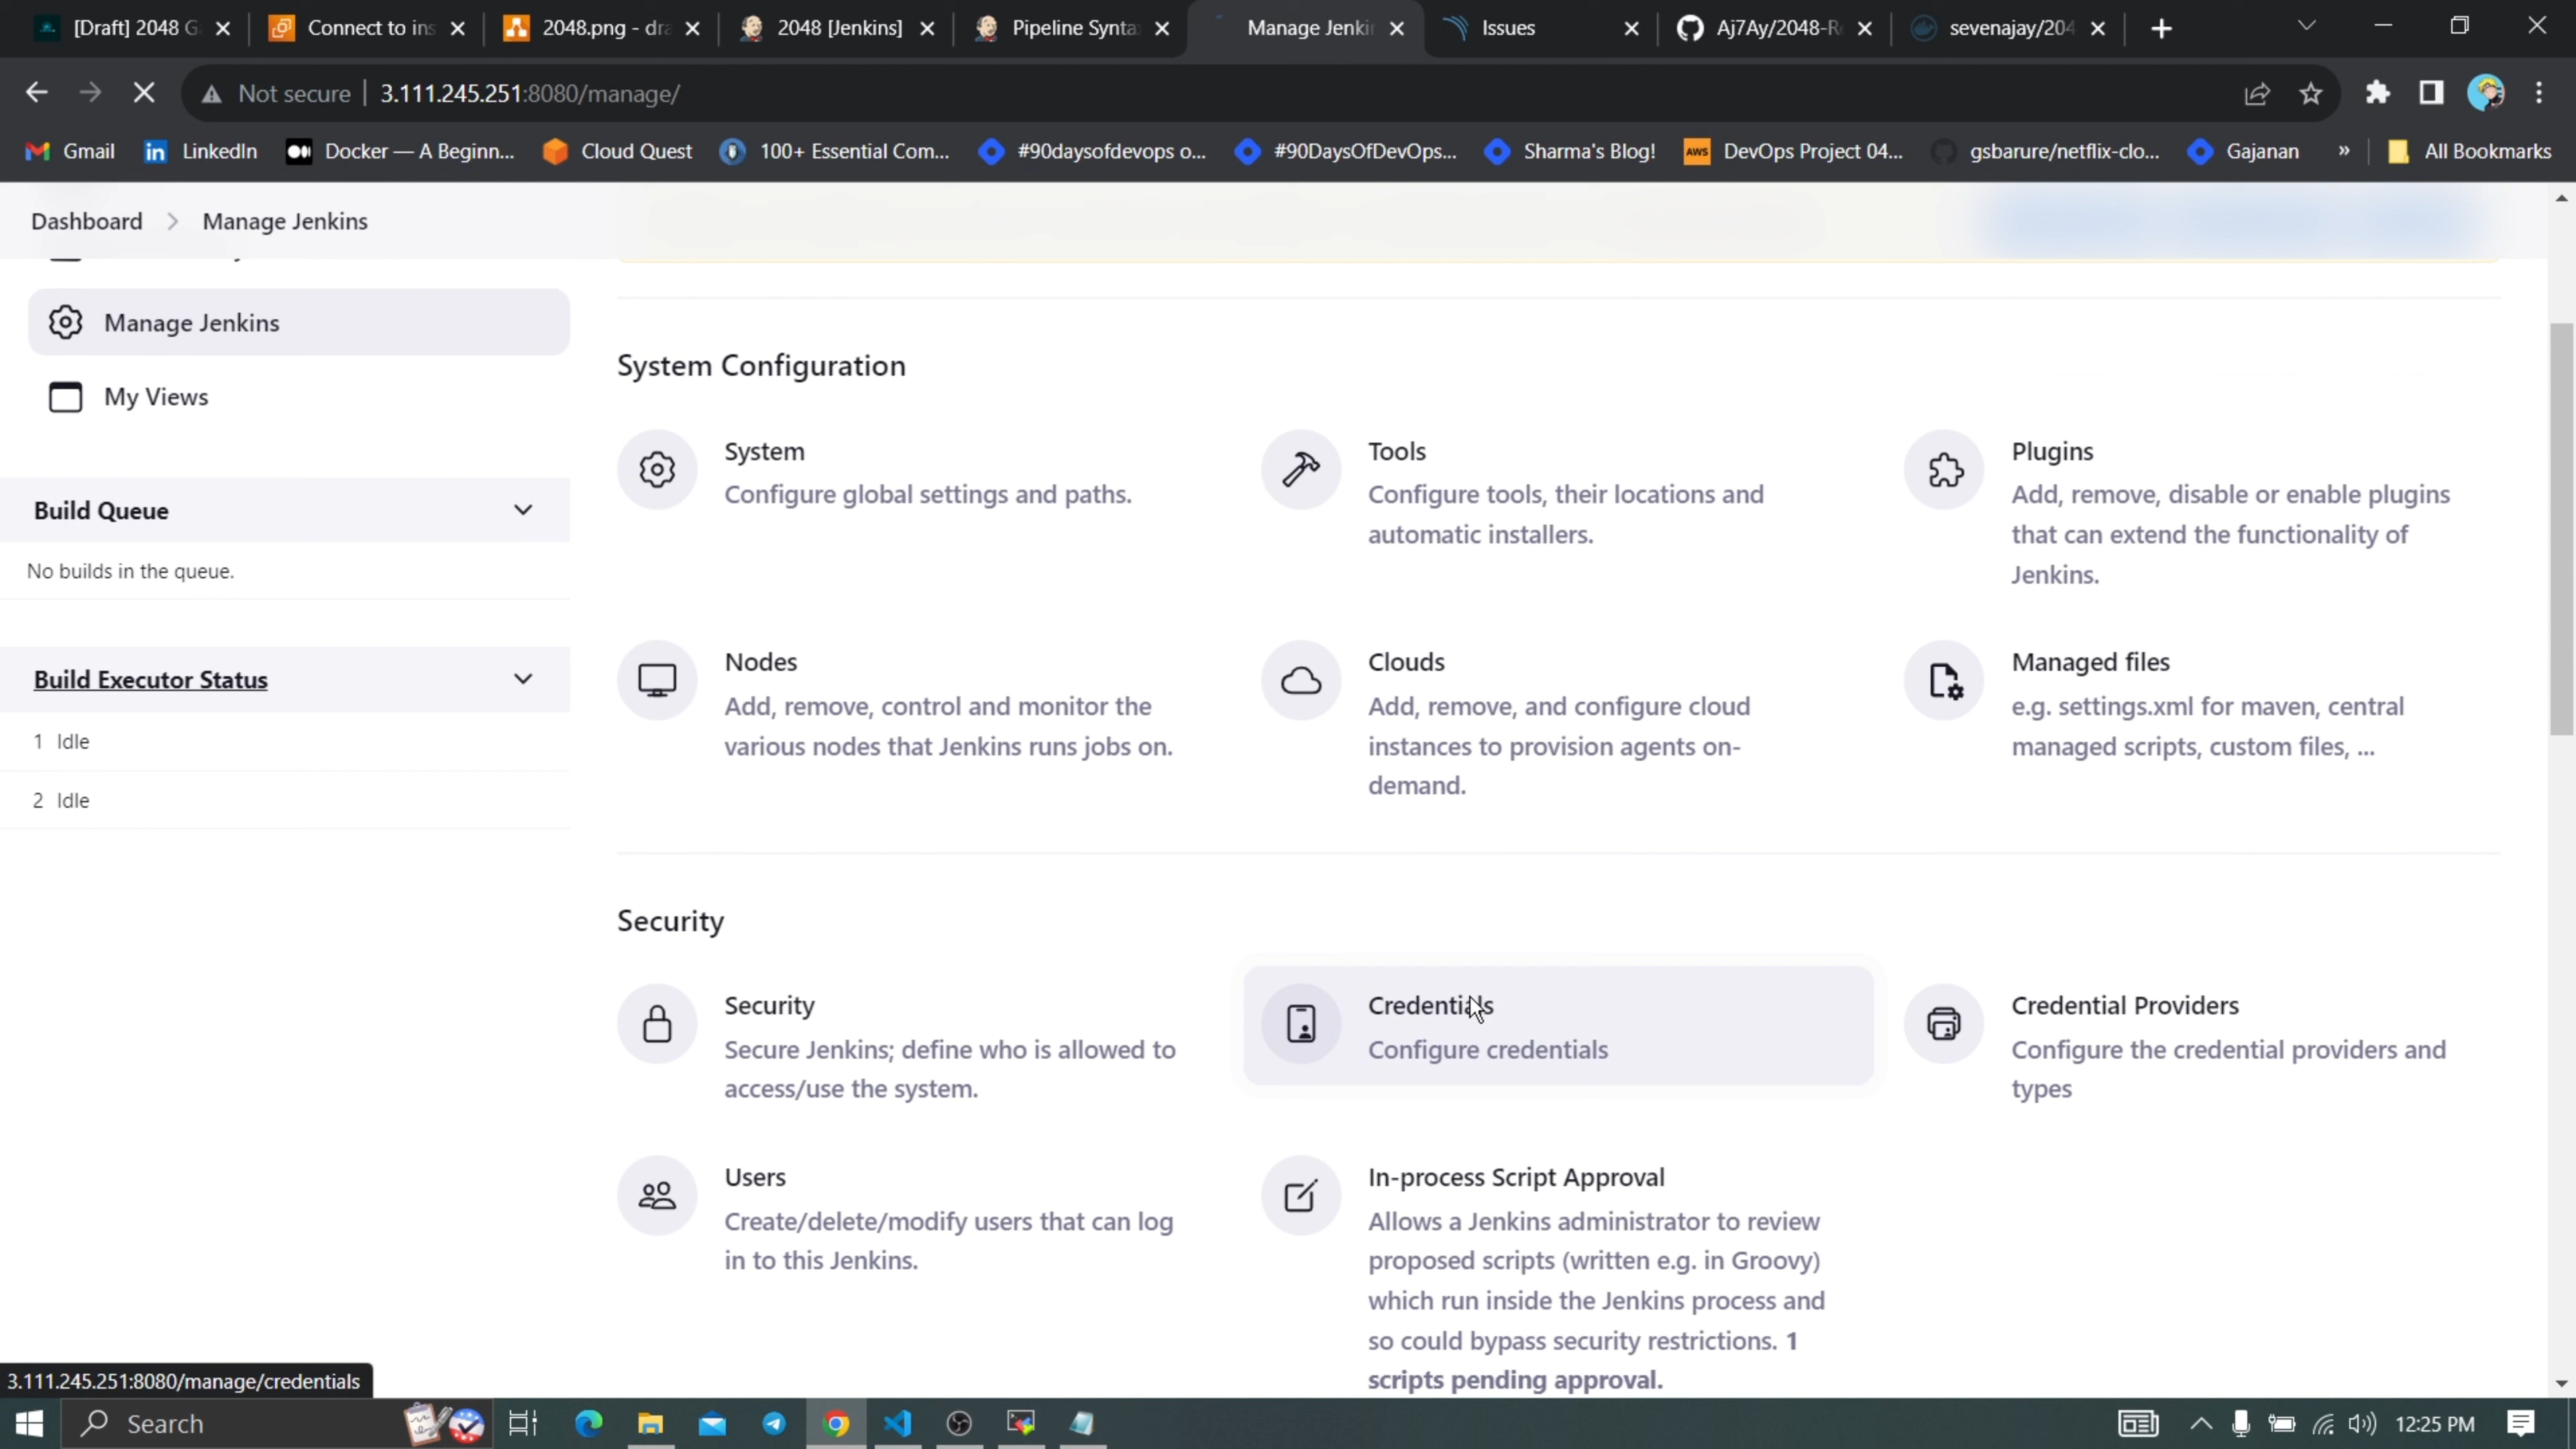 [Draft] 2048 G
Connect to ins
2048.png - dra
2048 [Jenkins]
Pipeline Synta
Manage Jenkin
Issues
Aj7Ay/2048-Re
sevenajay/204
Not secure
3.111.245.251:8080/manage/
Gmail
LinkedIn
Docker — A Beginn...
Cloud Quest
100+ Essential Com...
#90daysofdevops o...
#90DaysOfDevOps...
Sharma's Blog!
aws
DevOps Project 04...
gsbarure/netflix-clo...
Gajanan
»
All Bookmarks
Dashboard
Manage Jenkins
Manage Jenkins
My Views
Build Queue
No builds in the queue.
Build Executor Status
1 Idle
2 Idle
System Configuration
System
Configure global settings and paths.
Tools
Configure tools, their locations and
automatic installers.
Plugins
Add, remove, disable or enable plugins
that can extend the functionality of
Jenkins.
Nodes
Add, remove, control and monitor the
various nodes that Jenkins runs jobs on.
Clouds
Add, remove, and configure cloud
instances to provision agents on-
demand.
Managed files
e.g. settings.xml for maven, central
managed scripts, custom files, ...
Security
Security
Secure Jenkins; define who is allowed to
access/use the system.
Credentials
Configure credentials
Credential Providers
Configure the credential providers and
types
Users
Create/delete/modify users that can log
in to this Jenkins.
In-process Script Approval
Allows a Jenkins administrator to review
proposed scripts (written e.g. in Groovy)
which run inside the Jenkins process and
so could bypass security restrictions. 1
scripts pending approval.
3.111.245.251:8080/manage/credentials
Search
12:25 PM